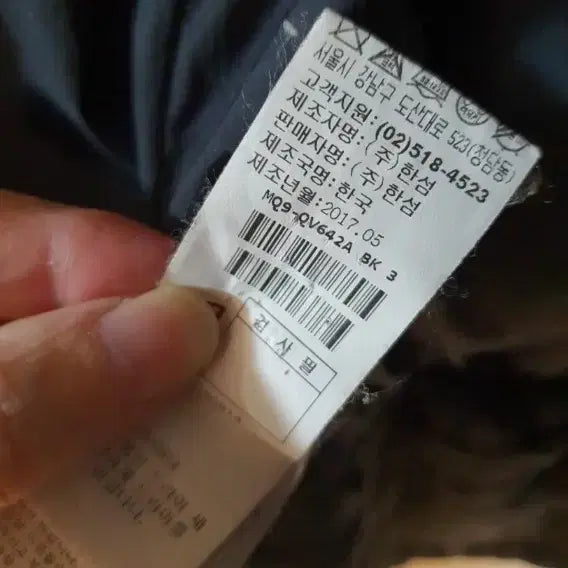 서울시 강남구 도산대로 523(청담동)
고객지원: (02)518-4523
제조자명: (주)한섬
판매자명: (주)한섬
제조국명: 한국
제조년월: 2017.05
MQ9-QV642A BK 3
검사필